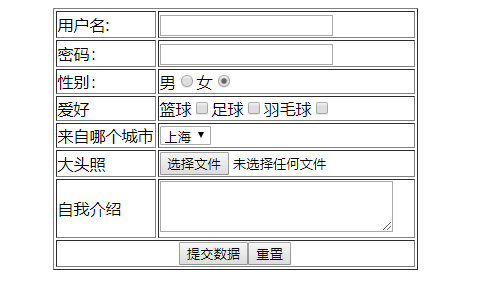 用户名:
密码:
性别: 男 女
爱好 篮球 足球 羽毛球
来自哪个城市 上海
大头照 选择文件 未选择任何文件
自我介绍
提交数据 重置